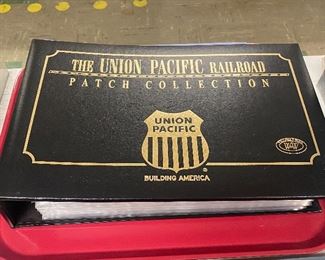 THE UNION PACIFIC RAILROAD
PATCH COLLECTION
UNION
PACIFIC
BUILDING AMERICA